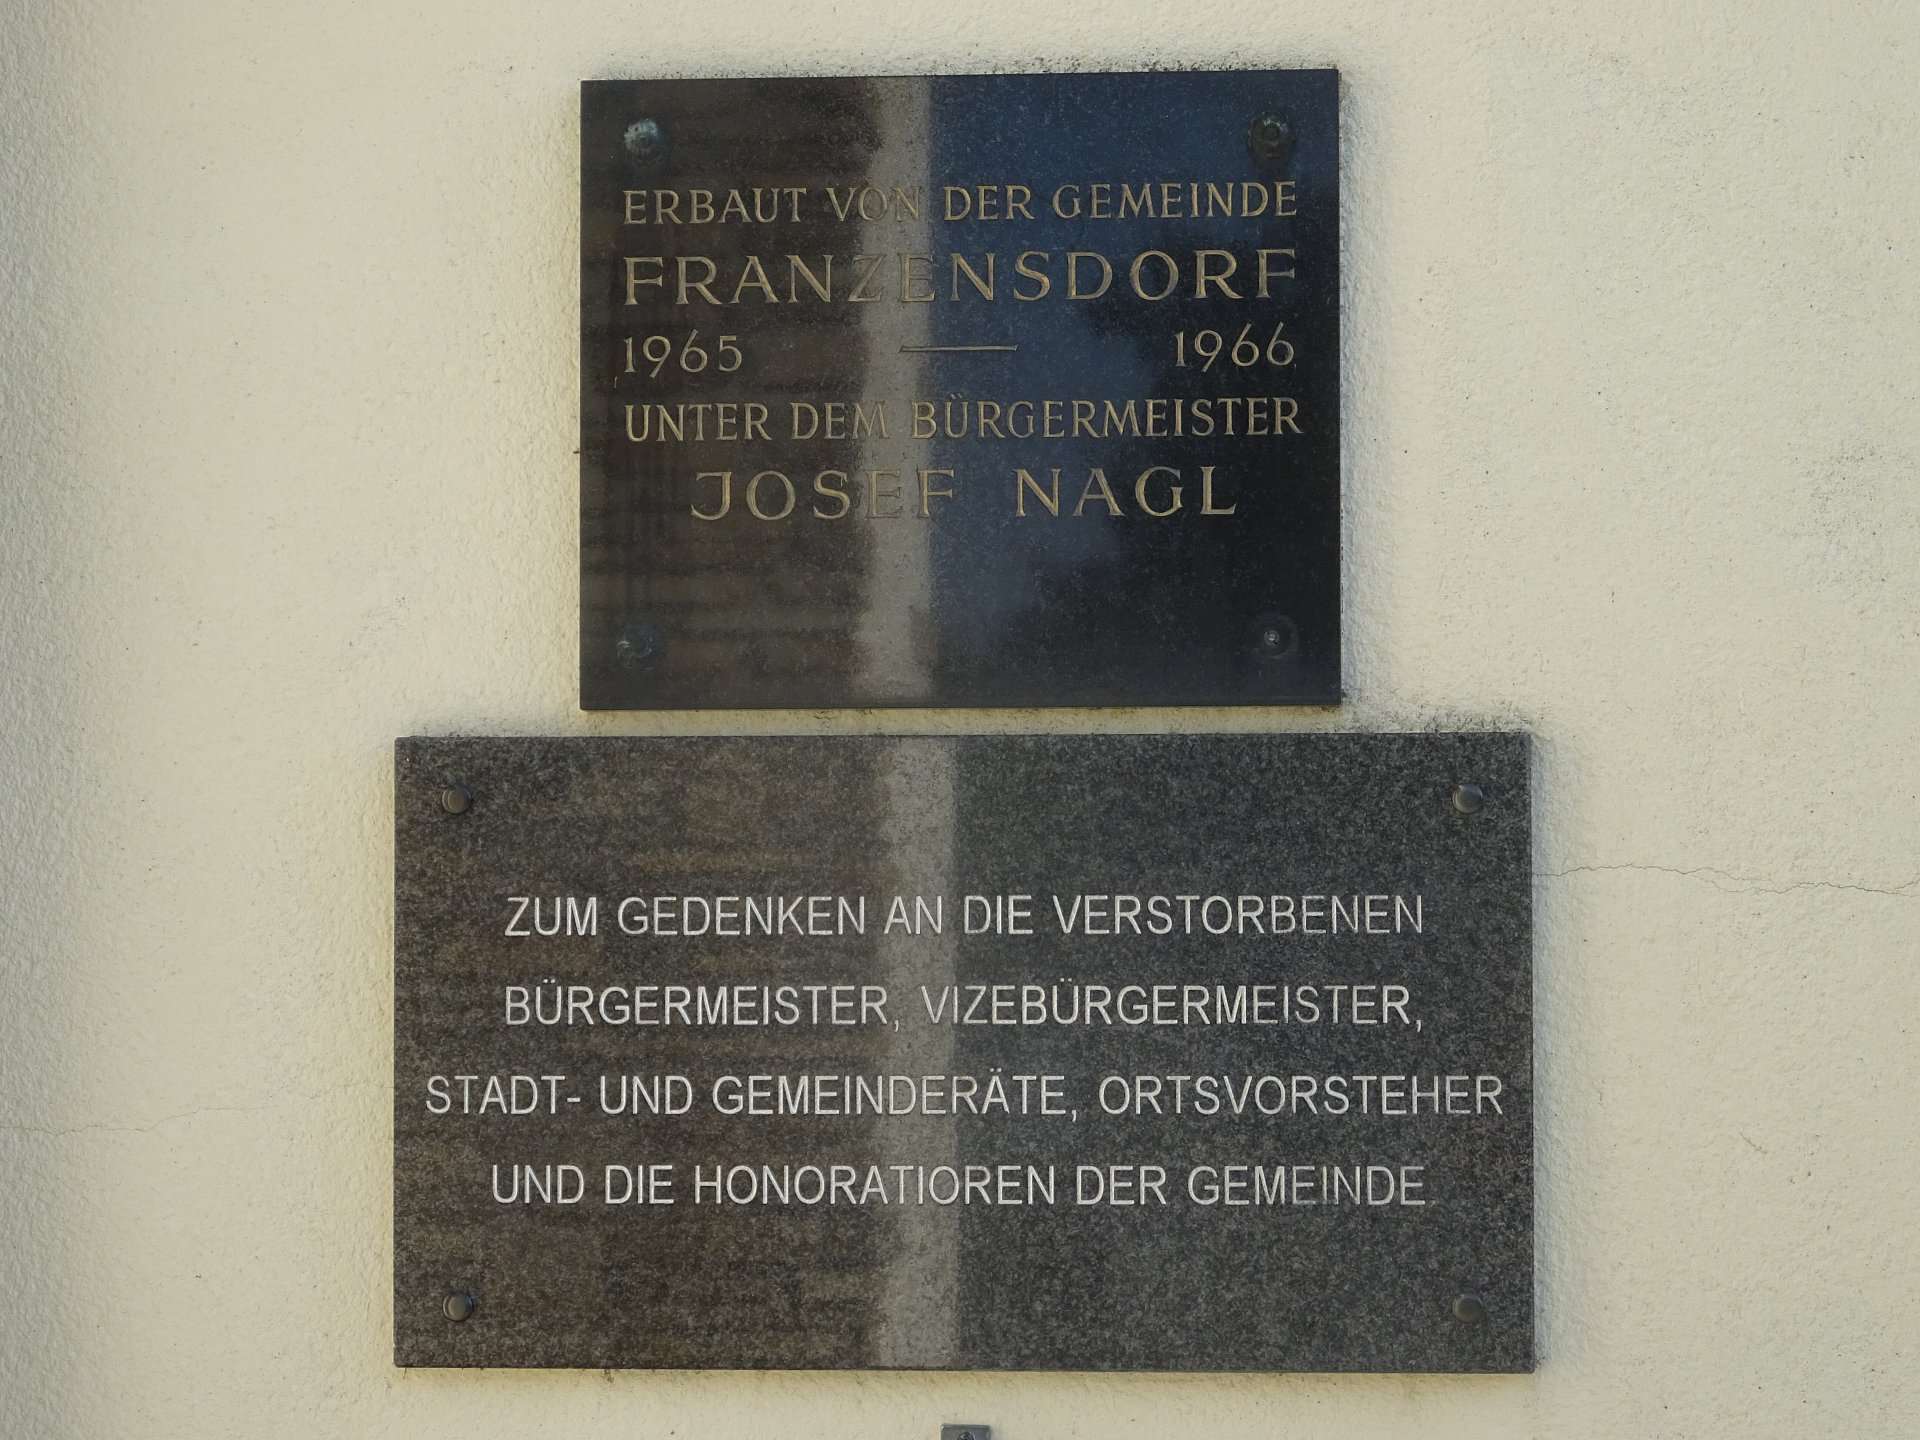 ERBAUT VON DER GEMEINDE
FRANZENSDORF
1965 — 1966
UNTER DEM BÜRGERMEISTER
JOSEF NAGL
ZUM GEDENKEN AN DIE VERSTORBENEN
BÜRGERMEISTER, VIZEBÜRGERMEISTER,
STADT- UND GEMEINDERÄTE, ORTSVORSTEHER
UND DIE HONORATIOREN DER GEMEINDE.